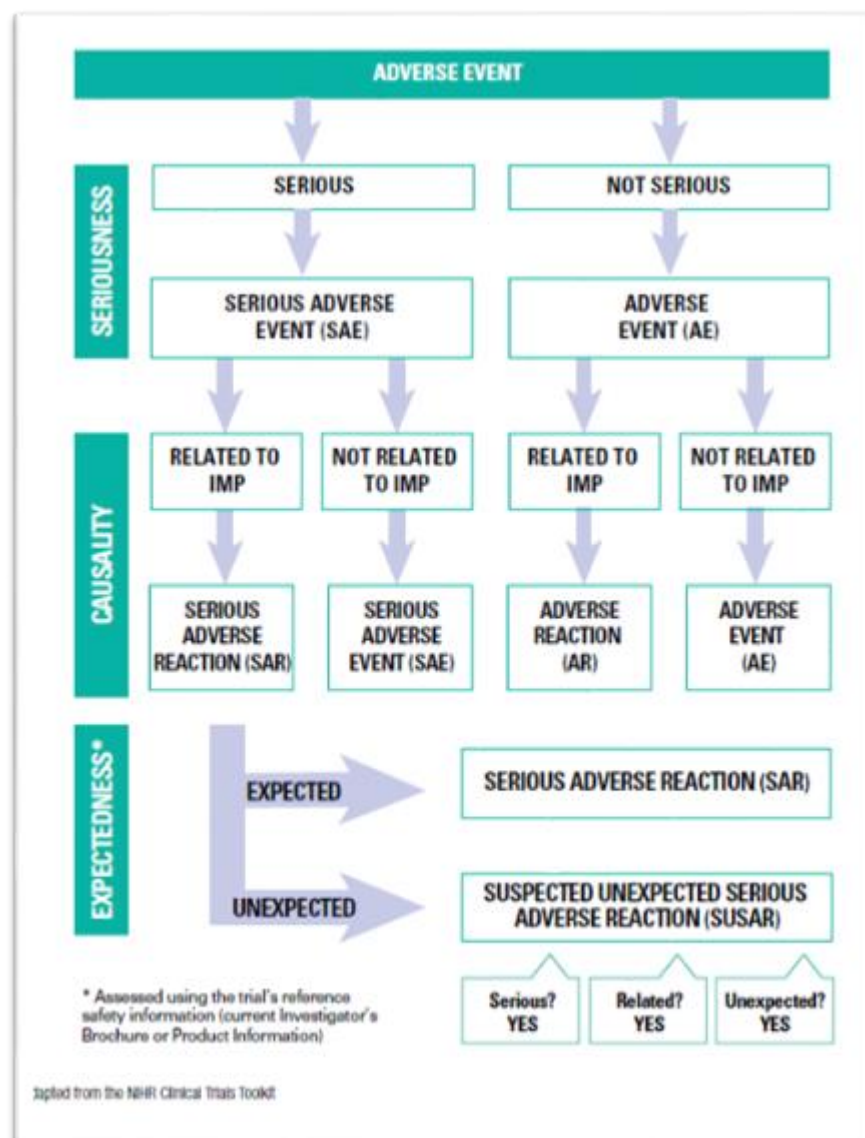 ADVERSE EVENT
SERIOUSNESS
SERIOUS
NOT SERIOUS
SERIOUS ADVERSE
EVENT (SAE)
ADVERSE
EVENT (AE)
CAUSALITY
RELATED TO
IMP
NOT RELATED
TO IMP
RELATED TO
IMP
NOT RELATED
TO IMP
SERIOUS
ADVERSE
REACTION (SAR)
SERIOUS
ADVERSE
EVENT (SAE)
ADVERSE
REACTION
(AR)
ADVERSE
EVENT
(AE)
EXPECTEDNESS*
EXPECTED
SERIOUS ADVERSE REACTION (SAR)
UNEXPECTED
SUSPECTED UNEXPECTED SERIOUS
ADVERSE REACTION (SUSAR)
* Assessed using the trial's reference
safety information (current Investigator's
Brochure or Product Information)
Serious?
YES
Related?
YES
Unexpected?
YES
dapted from the NIHR Clinical Trials Toolkit